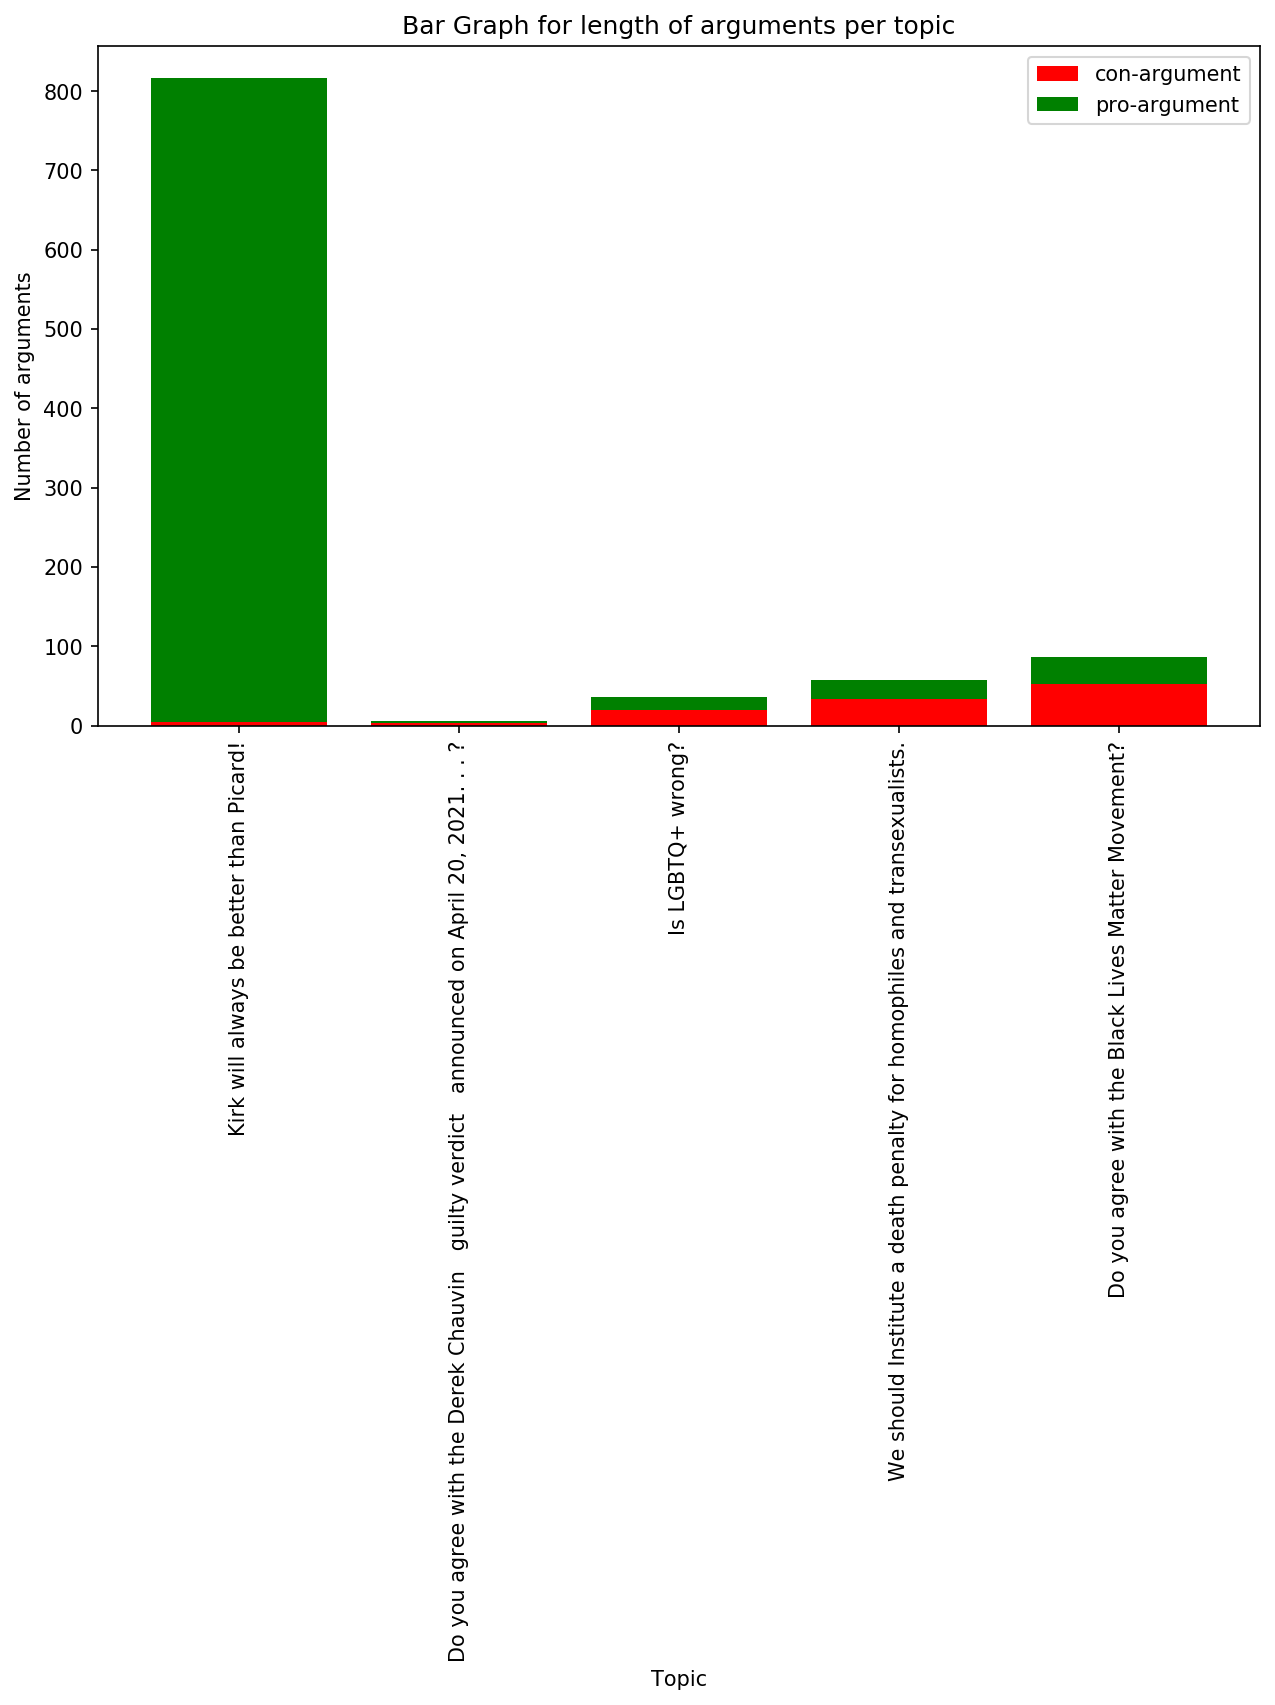 Bar Graph for length of arguments per topic
con-argument
pro-argument
Number of arguments
800
700
600
500
400
300
200
100
0
Kirk will always be better than Picard!
Do you agree with the Derek Chauvin   guilty verdict   announced on April 20, 2021. . . . ?
Is LGBTQ+ wrong?
We should Institute a death penalty for homophiles and transexualists.
Do you agree with the Black Lives Matter Movement?
Topic